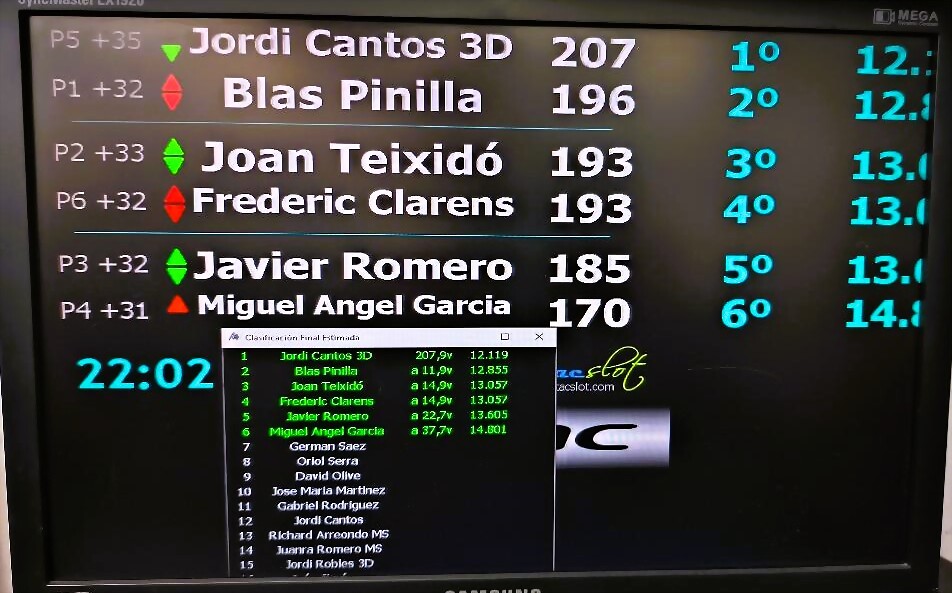 SyncMaster EX1920
MEGA
P5 +35 Jordi Cantos 3D 207 1º
P1 +32 Blas Pinilla 196 2º
P2 +33 Joan Teixidó 193 3º
P6 +32 Frederic Clarens 193 4º
P3 +32 Javier Romero 185 5º
P4 +31 Miguel Angel Garcia 170 6º
22:02
Clasificación Final Estimada
1 Jordi Cantos 3D 207,9v 12.119
2 Blas Pinilla a 11,9v 12.855
3 Joan Teixidó a 14,9v 13.057
4 Frederic Clarens a 14,9v 13.057
5 Javier Romero a 22,7v 13.605
6 Miguel Angel Garcia a 37,7v 14.801
7 German Saez
8 Oriol Serra
9 David Olive
10 Jose Maria Martinez
11 Gabriel Rodriguez
12 Jordi Cantos
13 Richard Arreondo MS
14 Juanra Romero MS
15 Jordi Robles 3D
slot
tacslot.com
SAMSUNG